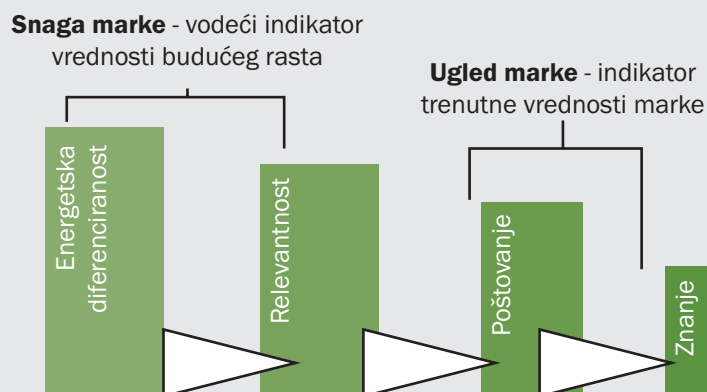 Snaga marke - vodeći indikator
vrednosti budućeg rasta
Ugled marke - indikator
trenutne vrednosti marke
Energetska
diferenciranost
Relevantnost
Poštovanje
Znanje